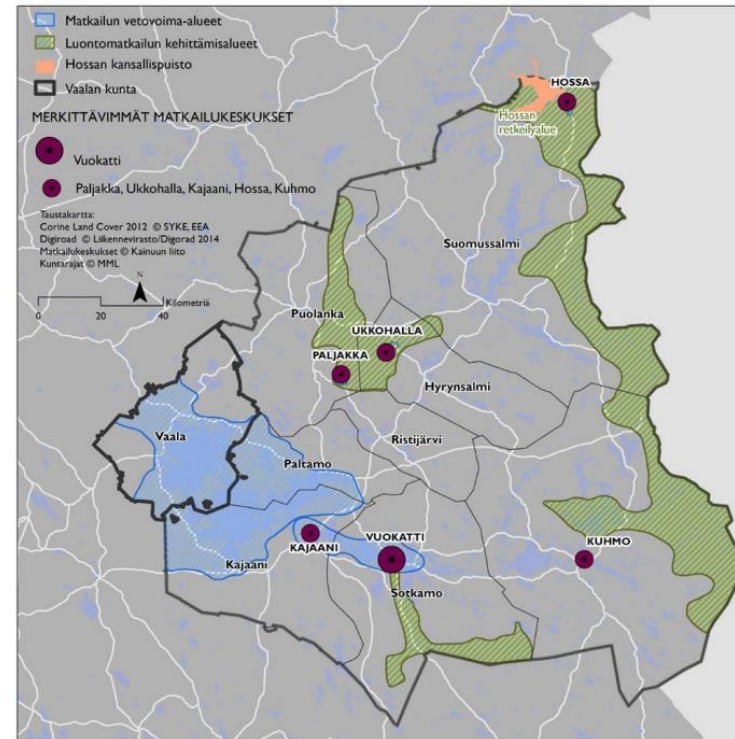 Matkailun vetovoima-alueet
Luontomatkailun kehittämisalueet
Hossan kansallispuisto
Vaalan kunta
MERKITTÄVIMMÄT MATKAILUKESKUKSET
Vuokatti
Paljakka, Ukkohalla, Kajaani, Hossa, Kuhmo
Taustakartta:
Corine Land Cover 2012 © SYKE, EEA
Digiroad © Liikennevirasto/Digorad 2014
Matkailukeskukset © Kainuun liito
Kuntarajat © MML
N
Kilometriä
0 20 40
HOSSA
Hossan
retkeilyalue
Suomussalmi
Puolanka
UKKOHALLA
PALJAKKA
Hyrynsalmi
Vaala
Ristijärvi
Paltamo
KAJAANI
VUOKATTI
KUHMO
Kajaani
Sotkamo